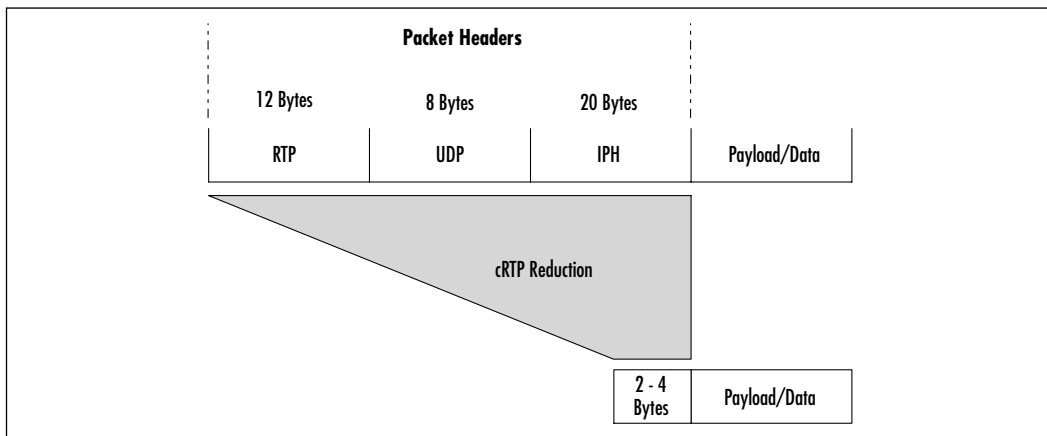 Packet Headers
12 Bytes
8 Bytes
20 Bytes
RTP
UDP
IPH
Payload/Data
cRTP Reduction
2 - 4
Bytes
Payload/Data